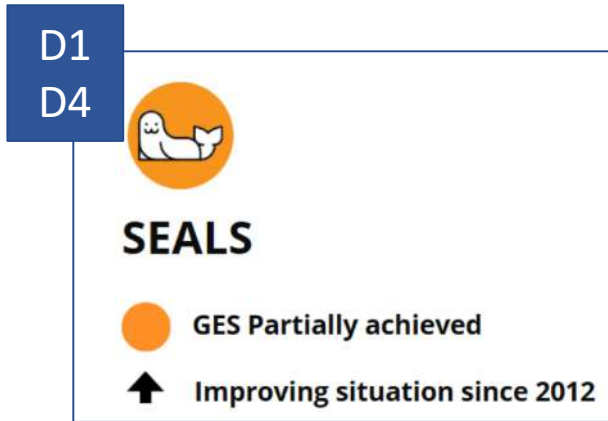 D1
D4
SEALS
GES Partially achieved
Improving situation since 2012